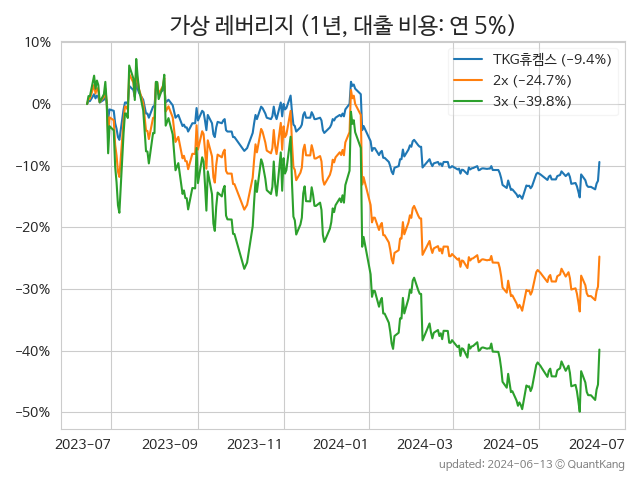 가상 레버리지 (1년, 대출 비용: 연 5%)
TKG휴켐스 (−9.4%)
2x (−24.7%)
3x (−39.8%)
10%
0%
−10%
−20%
−30%
−40%
−50%
2023-07 2023-09 2023-11 2024-01 2024-03 2024-05 2024-07
updated: 2024-06-13 © QuantKang